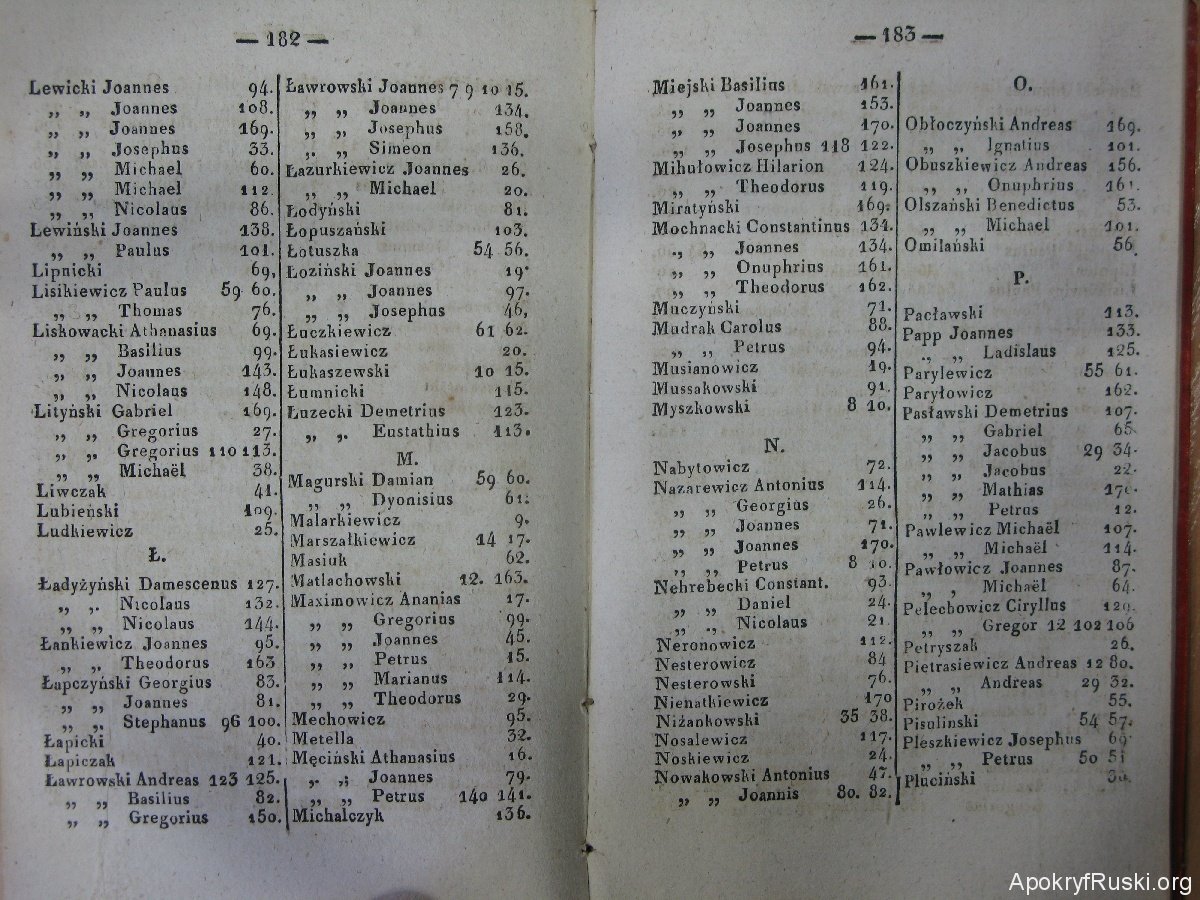 — 182 —
Lewicki Joannes 94.
„ „ Joannes 108.
„ „ Joannes 169.
„ „ Josephus 33.
„ „ Michael 60.
„ „ Michael 112
„ „ Nicolaus 86.
Lewiński Joannes 138.
„ „ Paulus 101.
Lipnicki 69,
Lisikiewicz Paulus 59 60.
„ „ Thomas 76.
Liskowacki Athanasius 69.
„ „ Basilius 99.
„ „ Joannes 143.
„ „ Nicolaus 148.
Lityński Gabriel 169.
„ „ Gregorius 27.
„ „ Gregorius 110 113.
„ „ Michaël 38.
Liwczak 41.
Lubieński 109.
Ludkiewicz 25.
Ł.
Ładyżyński Damescenus 127.
„ „ Nicolaus 132.
„ „ Nicolaus 144.
Łankiewicz Joannes 95.
„ „ Theodorus 163
Łapczyński Georgius 83.
„ „ Joannes 81.
„ „ Stephanus 96 100.
Łapicki 40.
Łapiczak 121.
Ławrowski Andreas 123 125.
„ „ Basilius 82.
„ „ Gregorius 150.
Ławrowski Joannes 7 9 10 15.
„ „ Joannes 134.
„ „ Josephus 158.
„ „ Simeon 136.
Łazurkiewicz Joannes 26.
„ „ Michael 20.
Łodyński 81.
Łopuszański 103.
Łotuszka 54 56.
Łoziński Joannes 19.
„ „ Joannes 97.
„ „ Josephus 46,
Łuczkiewicz 61 62.
Łukasiewicz 20.
Łukaszewski 10 15.
Łumnicki 115.
Łuzecki Demetrius 123.
„ „ Eustathius 113.
M.
Magurski Damian 59 60.
„ „ Dyonisius 61.
Malarkiewicz 9.
Marszałkiewicz 14 17.
Masiuk 62.
Matlachowski 12. 163.
Maximowicz Ananias 17.
„ „ Gregorius 99.
„ „ Joannes 45.
„ „ Petrus 15.
„ „ Marianus 114.
„ „ Theodorus 29.
Mechowicz 95.
Metella 32.
Męciński Athanasius 16.
„ „ Joannes 79.
„ „ Petrus 140 141.
Michalczyk 136.
— 183 —
Miejski Basilius 161.
„ „ Joannes 153.
„ „ Joannes 170.
„ „ Josephus 118 122.
Mihułowicz Hilarion 124.
„ „ Theodorus 119.
Miratyński 169.
Mochnacki Constantinus 134.
„ „ Joannes 134.
„ „ Onuphrius 161.
„ „ Theodorus 162.
Muczyński 71.
Mudrak Carolus 88.
„ „ Petrus 94.
Musianowicz 19.
Mussakowski 91.
Myszkowski 8 10.
N.
Nabytowicz 72.
Nazarewicz Antonius 114.
„ „ Georgius 26.
„ „ Joannes 71.
„ „ Joannes 170.
„ „ Petrus 8 10.
Nehrebecki Constant. 93.
„ „ Daniel 24.
„ „ Nicolaus 21.
Neronowicz 112.
Nesterowicz 84
Nesterowski 76.
Nienatkiewicz 170
Niżankowski 35 38.
Nosalewicz 117.
Noskiewicz 24.
Nowakowski Antonius 47.
„ „ Joannis 80. 82.
O.
Obłoczyński Andreas 169.
„ „ Ignatius 101.
Obuszkiewicz Andreas 156.
„ „ Onuphrius 161.
Olszański Benedictus 53.
„ „ Michael 101.
Omilański 56.
P.
Pacławski 113.
Papp Joannes 133.
„ „ Ladislaus 125.
Parylewicz 55 61.
Paryłowicz 162.
Pasławski Demetrius 107.
„ „ Gabriel 65.
„ „ Jacobus 29 34.
„ „ Jacobus 22.
„ „ Mathias 170.
„ „ Petrus 12.
Pawlewicz Michaël 107.
„ „ Michaël 114.
Pawłowicz Joannes 87.
„ , Michaël 64.
Pelechowicz Cirylłus 129.
„ „ Gregor 12 102 106
Petryszak 26.
Pietrasiewicz Andreas 12 80.
„ „ Andreas 29 32.
Pirożek 55.
Pisulinski 54 57.
Pleszkiewicz Josephus 69
„ „ Petrus 50 51
Pluciński
ApokryfRuski.org